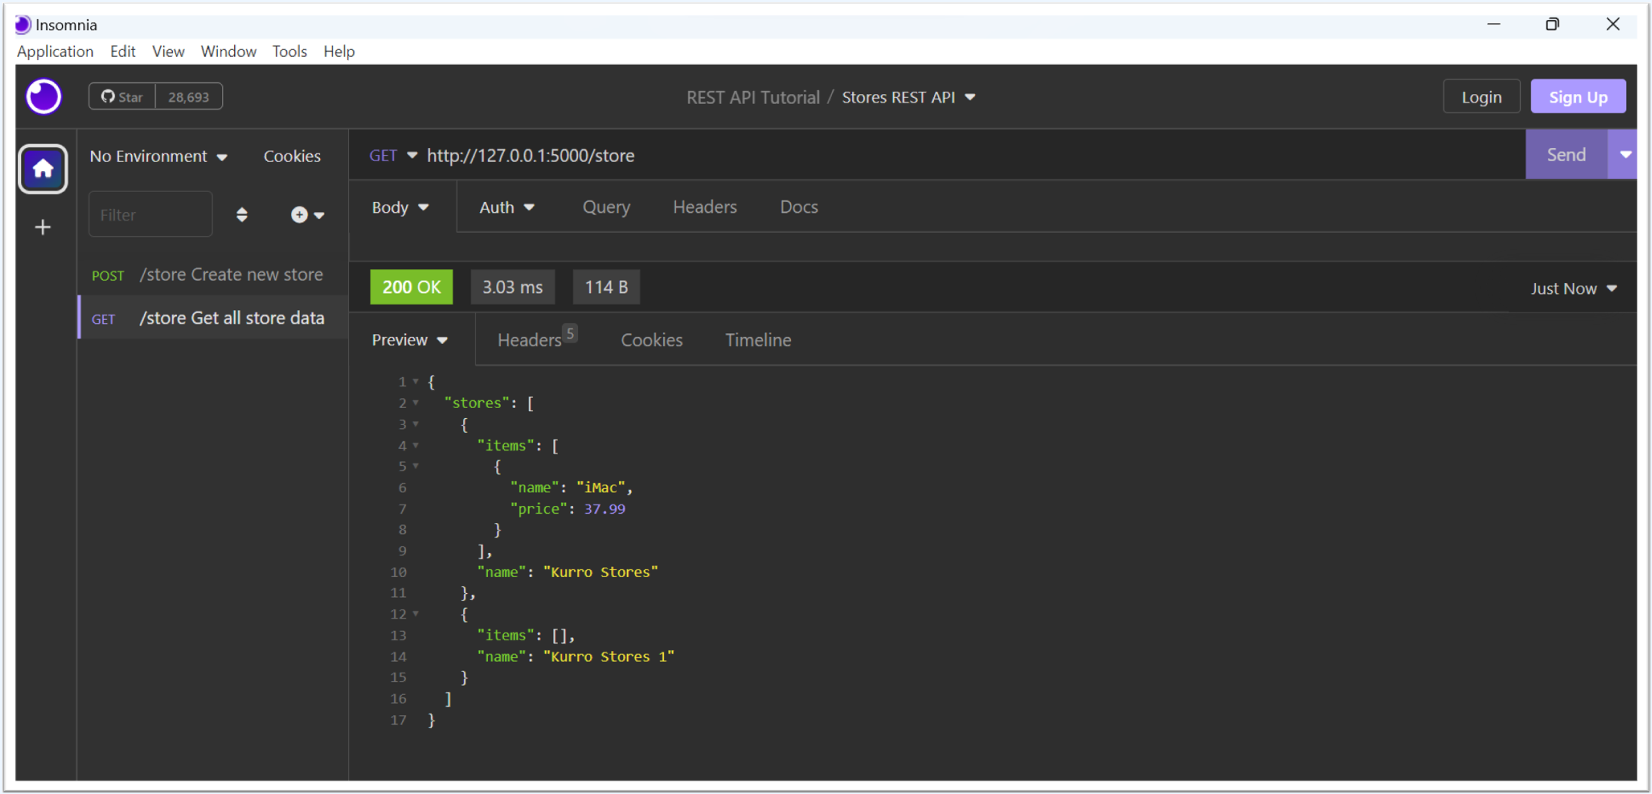 Insomnia
Application Edit View Window Tools Help
Star 28,693 REST API Tutorial / Stores REST API Login Sign Up
No Environment Cookies GET http://127.0.0.1:5000/store Send
Filter Body Auth Query Headers Docs
POST /store Create new store 200 OK 3.03 ms 114 B Just Now
GET /store Get all store data
Preview Headers 5 Cookies Timeline
1 {
2 "stores": [
3 {
4 "items": [
5 {
6 "name": "iMac",
7 "price": 37.99
8 }
9 ],
10 "name": "Kurro Stores"
11 },
12 {
13 "items": [],
14 "name": "Kurro Stores 1"
15 }
16 ]
17 }